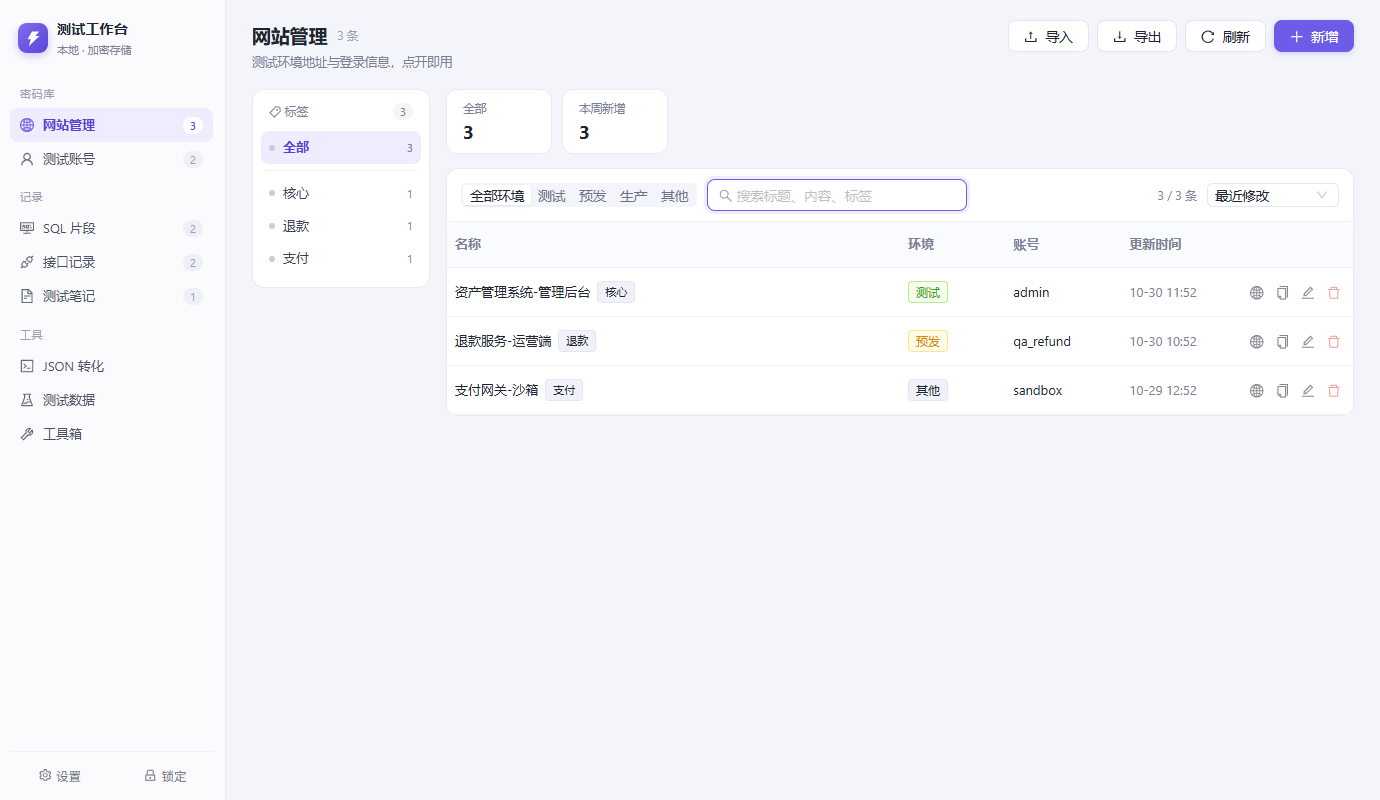 测试工作台
本地 · 加密存储
密码库
网站管理 3
测试账号 2
记录
SQL 片段 2
接口记录 2
测试笔记 1
工具
JSON 转化
测试数据
工具箱
设置 锁定
网站管理 3 条
测试环境地址与登录信息，点开即用
导入 导出 刷新 新增
标签 3
全部 3
核心 1
退款 1
支付 1
全部
3
本周新增
3
全部环境 测试 预发 生产 其他 搜索标题、内容、标签 3 / 3 条 最近修改
名称 环境 账号 更新时间
资产管理系统-管理后台 核心 测试 admin 10-30 11:52
退款服务-运营端 退款 预发 qa_refund 10-30 10:52
支付网关-沙箱 支付 其他 sandbox 10-29 12:52